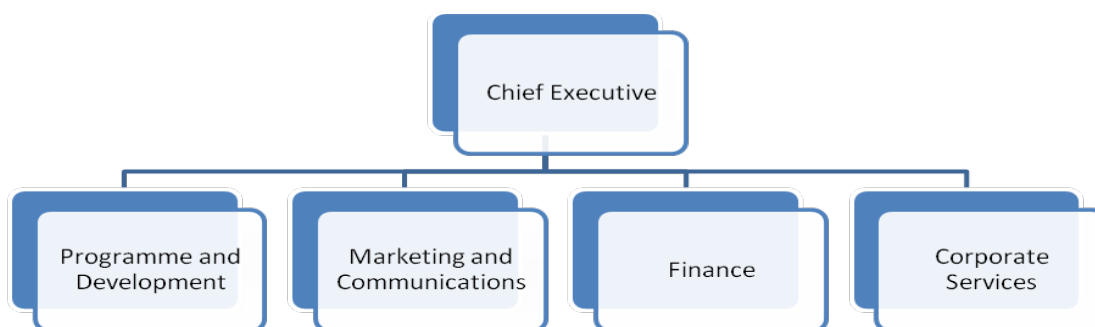 Chief Executive
Programme and
Development
Marketing and
Communications
Finance
Corporate
Services